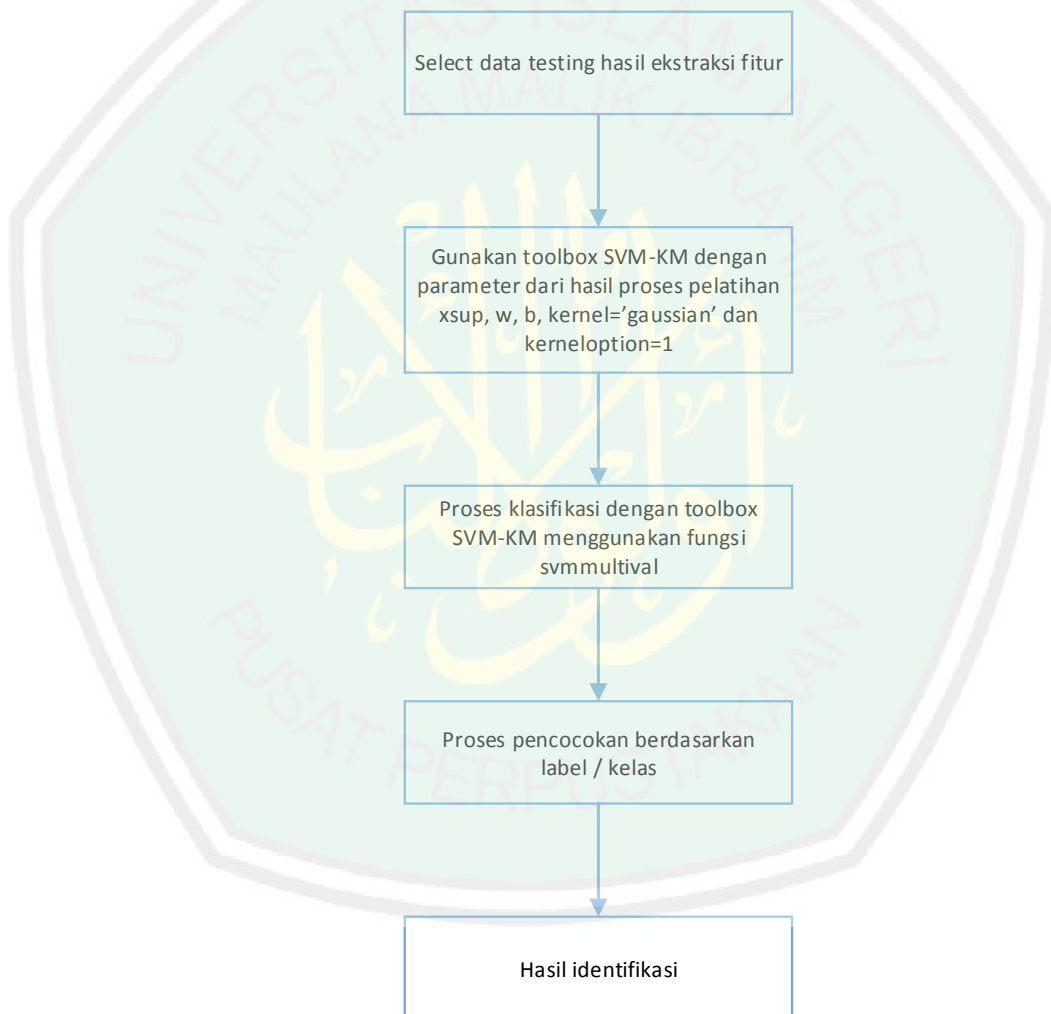 UNIVERSITAS ISLAM NEGERI
MAULANA MALIK IBRAHIM
Select data testing hasil ekstraksi fitur
Gunakan toolbox SVM-KM dengan
parameter dari hasil proses pelatihan
xsup, w, b, kernel=’gaussian’ dan
kerneloption=1
Proses klasifikasi dengan toolbox
SVM-KM menggunakan fungsi
svmmultival
Proses pencocokan berdasarkan
label / kelas
Hasil identifikasi
PUSAT PERPUSTAKAAN